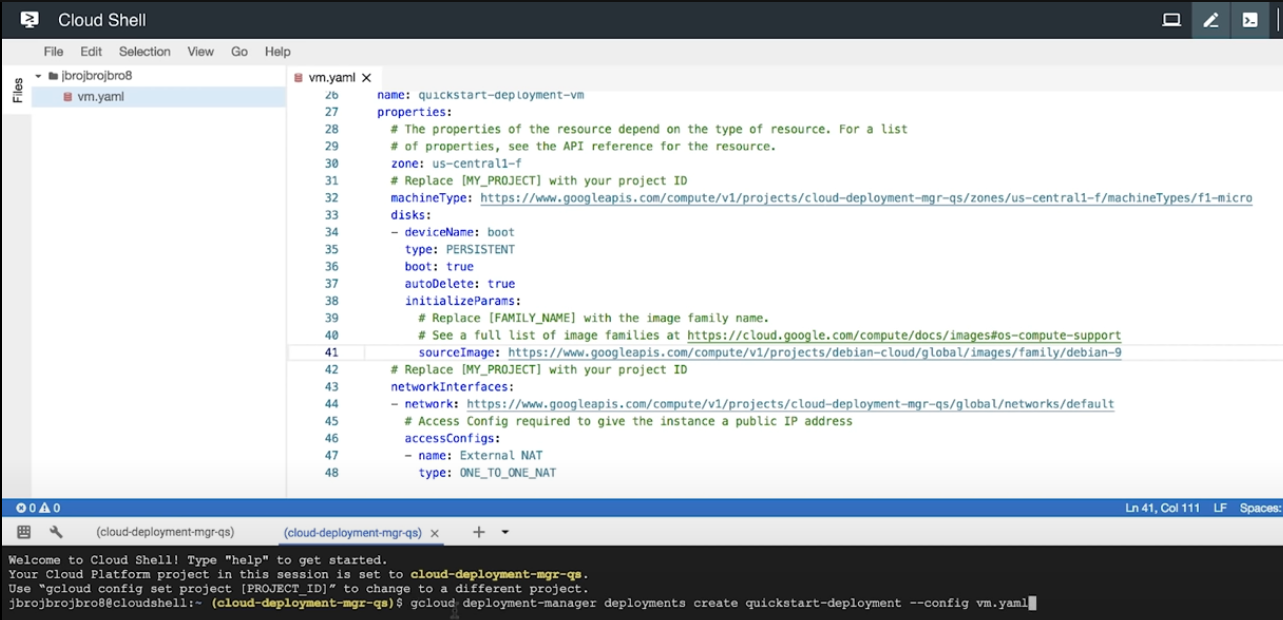 Cloud Shell
File Edit Selection View Go Help
Files
jbrojbrojbro8
vm.yaml
vm.yaml
26 name: quickstart-deployment-vm
27 properties:
28 # The properties of the resource depend on the type of resource. For a list
29 # of properties, see the API reference for the resource.
30 zone: us-central1-f
31 # Replace [MY_PROJECT] with your project ID
32 machineType: https://www.googleapis.com/compute/v1/projects/cloud-deployment-mgr-qs/zones/us-central1-f/machineTypes/f1-micro
33 disks:
34 - deviceName: boot
35 type: PERSISTENT
36 boot: true
37 autoDelete: true
38 initializeParams:
39 # Replace [FAMILY_NAME] with the image family name.
40 # See a full list of image families at https://cloud.google.com/compute/docs/images#os-compute-support
41 sourceImage: https://www.googleapis.com/compute/v1/projects/debian-cloud/global/images/family/debian-9
42 # Replace [MY_PROJECT] with your project ID
43 networkInterfaces:
44 - network: https://www.googleapis.com/compute/v1/projects/cloud-deployment-mgr-qs/global/networks/default
45 # Access Config required to give the instance a public IP address
46 accessConfigs:
47 - name: External NAT
48 type: ONE_TO_ONE_NAT
0 0 Ln 41, Col 111 LF Spaces:
(cloud-deployment-mgr-qs) (cloud-deployment-mgr-qs)
Welcome to Cloud Shell! Type "help" to get started.
Your Cloud Platform project in this session is set to cloud-deployment-mgr-qs.
Use “gcloud config set project [PROJECT_ID]” to change to a different project.
jbrojbrojbro8@cloudshell:~ (cloud-deployment-mgr-qs)$ gcloud deployment-manager deployments create quickstart-deployment --config vm.yaml